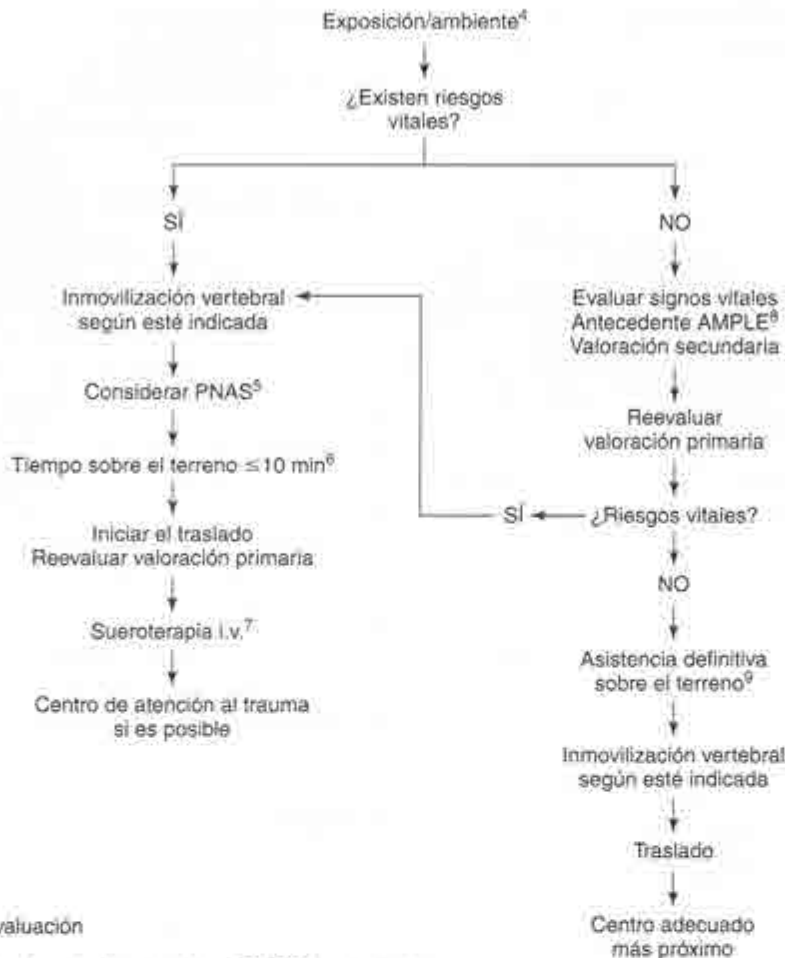 Exposición/ambiente⁴
¿Existen riesgos
vitales?
SÍ
NO
Inmovilización vertebral
según esté indicada
Considerar PNAS⁵
Tiempo sobre el terreno ≤10 min⁶
Iniciar el traslado
Reevaluar valoración primaria
Sueroterapia i.v.⁷
Centro de atención al trauma
si es posible
Evaluar signos vitales
Antecedente AMPLE⁸
Valoración secundaria
Reevaluar
valoración primaria
¿Riesgos vitales?
SÍ
NO
Asistencia definitiva
sobre el terreno⁹
Inmovilización vertebral
según esté indicada
Traslado
Centro adecuado
más próximo
valuación